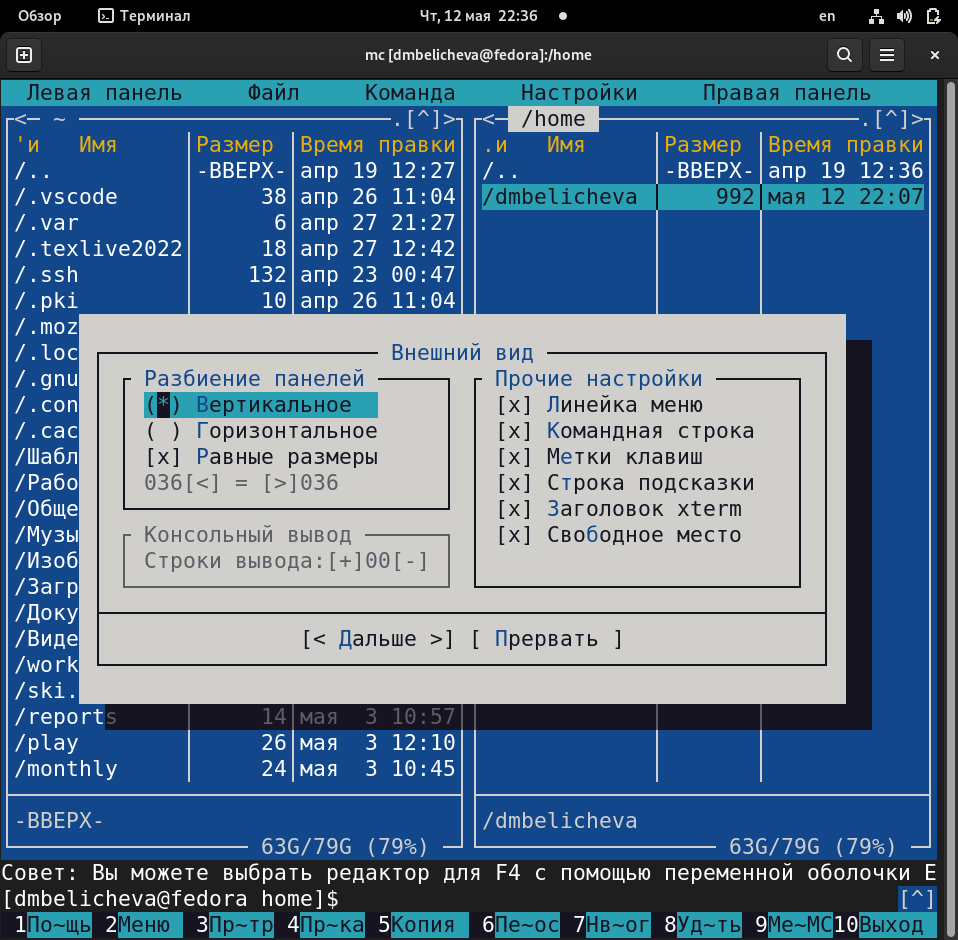 Обзор Терминал Чт, 12 мая 22:36 en
mc [dmbelicheva@fedora]:/home
Левая панель Файл Команда Настройки Правая панель
<─ ~ .[^]> <─ /home .[^]>
'и Имя Размер Время правки .и Имя Размер Время правки
/.. -ВВЕРХ- апр 19 12:27 /.. -ВВЕРХ- апр 19 12:36
/.vscode 38 апр 26 11:04 /dmbelicheva 992 мая 12 22:07
/.var 6 апр 27 21:27
/.texlive2022 18 апр 27 12:42
/.ssh 132 апр 23 00:47
/.pki 10 апр 26 11:04
/.moz
/.loc Внешний вид
/.gnu Разбиение панелей Прочие настройки
/.con (*) Вертикальное [x] Линейка меню
/.cac ( ) Горизонтальное [x] Командная строка
/Шабл [x] Равные размеры [x] Метки клавиш
/Рабо 036[<] = [>]036 [x] Строка подсказки
/Обще [x] Заголовок xterm
/Музы Консольный вывод [x] Свободное место
/Изоб Строки вывода:[+]00[-]
/Загр
/Доку
/Виде [< Дальше >] [ Прервать ]
/work
/ski.
/reports 14 мая 3 10:57
/play 26 мая 3 12:10
/monthly 24 мая 3 10:45
-ВВЕРХ- /dmbelicheva
63G/79G (79%) 63G/79G (79%)
Совет: Вы можете выбрать редактор для F4 с помощью переменной оболочки E
[dmbelicheva@fedora home]$ [^]
1По~щь 2Меню 3Пр~тр 4Пр~ка 5Копия 6Пе~ос 7Нв~ог 8Уд~ть 9Ме~МС 10Выход